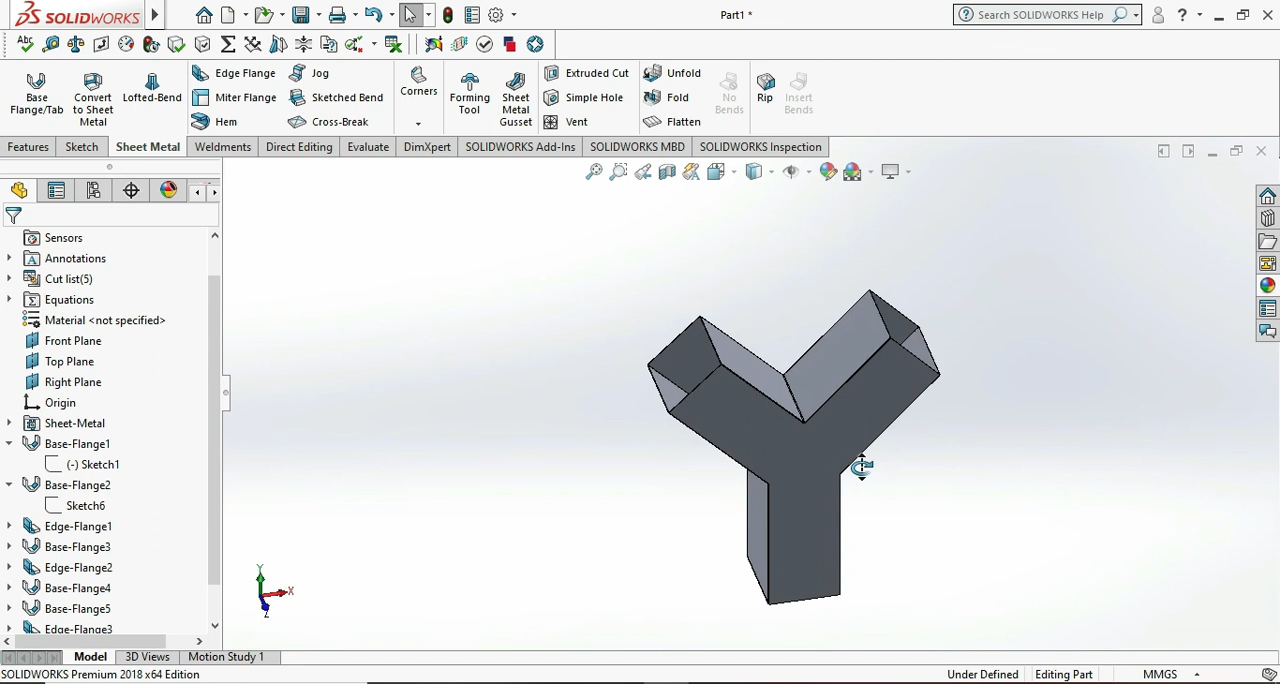 SOLIDWORKS
Part1 *
Search SOLIDWORKS Help
?
Abc
Base Flange/Tab
Convert to Sheet Metal
Lofted-Bend
Edge Flange
Miter Flange
Hem
Jog
Sketched Bend
Cross-Break
Corners
Forming Tool
Sheet Metal Gusset
Extruded Cut
Simple Hole
Vent
Unfold
Fold
Flatten
No Bends
Rip
Insert Bends
Features Sketch Sheet Metal Weldments Direct Editing Evaluate DimXpert SOLIDWORKS Add-Ins SOLIDWORKS MBD SOLIDWORKS Inspection
Sensors
Annotations
Cut list(5)
Equations
Material <not specified>
Front Plane
Top Plane
Right Plane
Origin
Sheet-Metal
Base-Flange1
(-) Sketch1
Base-Flange2
Sketch6
Edge-Flange1
Base-Flange3
Edge-Flange2
Base-Flange4
Base-Flange5
Edge-Flange3
Y
X
Z
Model 3D Views Motion Study 1
SOLIDWORKS Premium 2018 x64 Edition
Under Defined Editing Part MMGS